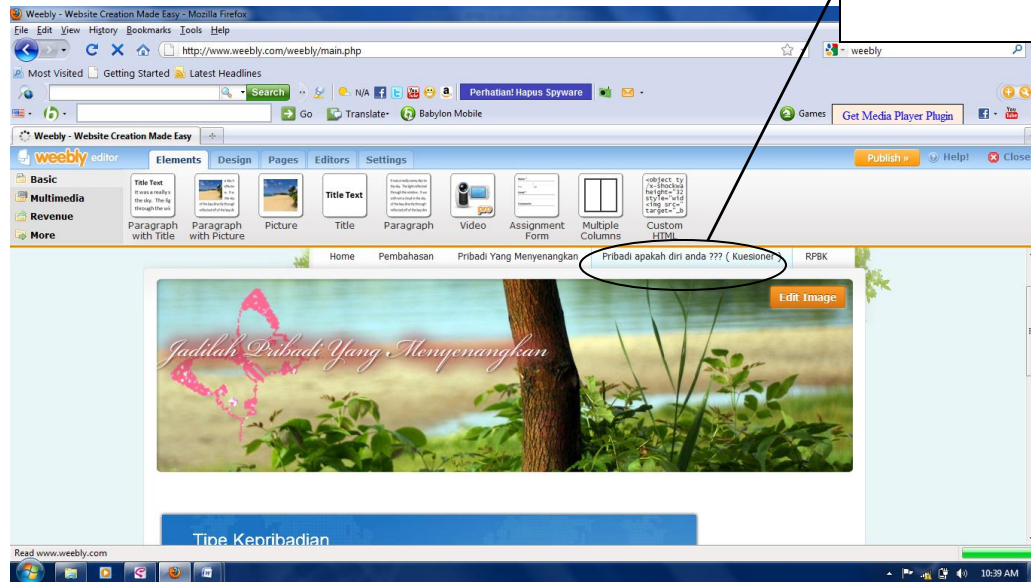 Weebly - Website Creation Made Easy - Mozilla Firefox
File Edit View History Bookmarks Tools Help
http://www.weebly.com/weebly/main.php
weebly
Most Visited Getting Started Latest Headlines
Search N/A Perhatian! Hapus Spyware
Go Translate Babylon Mobile Games Get Media Player Plugin
Weebly - Website Creation Made Easy
weebly editor Elements Design Pages Editors Settings Publish » Help! Close
Basic
Multimedia
Revenue
More
Title Text
Title Text
Paragraph with Title
Paragraph with Picture
Picture
Title
Paragraph
Video
Assignment Form
Multiple Columns
Custom HTML
Home Pembahasan Pribadi Yang Menyenangkan Pribadi apakah diri anda ??? ( Kuesioner ) RPBK
Edit Image
Jadilah Pribadi Yang Menyenangkan
Tipe Kepribadian
Read www.weebly.com
10:39 AM